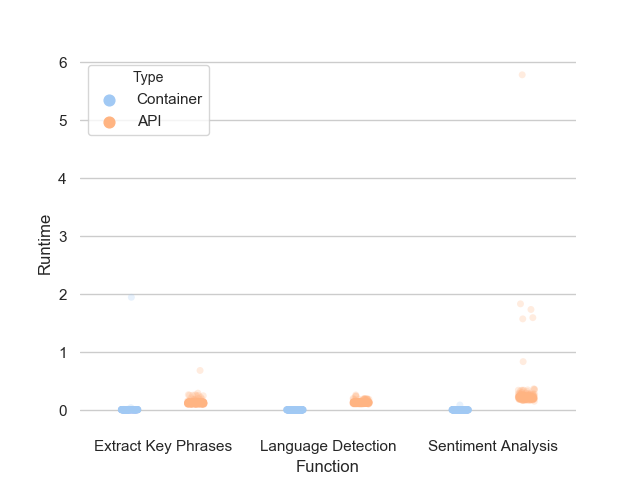 6
5
4
3
2
1
0
Runtime
Type
Container
API
Extract Key Phrases
Language Detection
Sentiment Analysis
Function